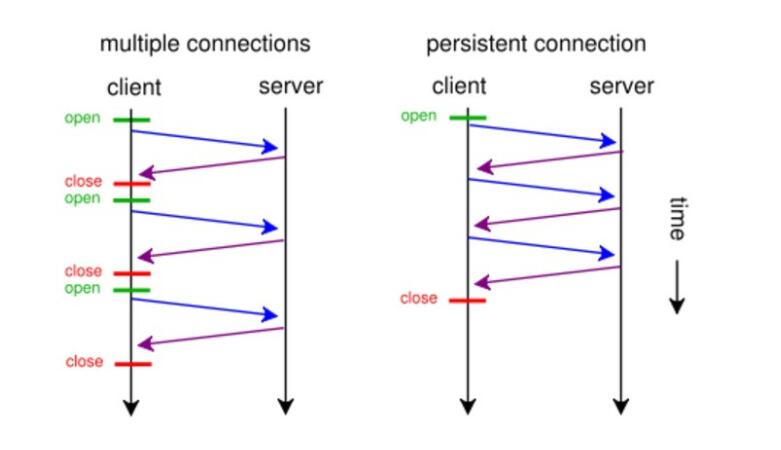 multiple connections
client
server
open
close
open
close
open
close
persistent connection
client
server
open
close
time